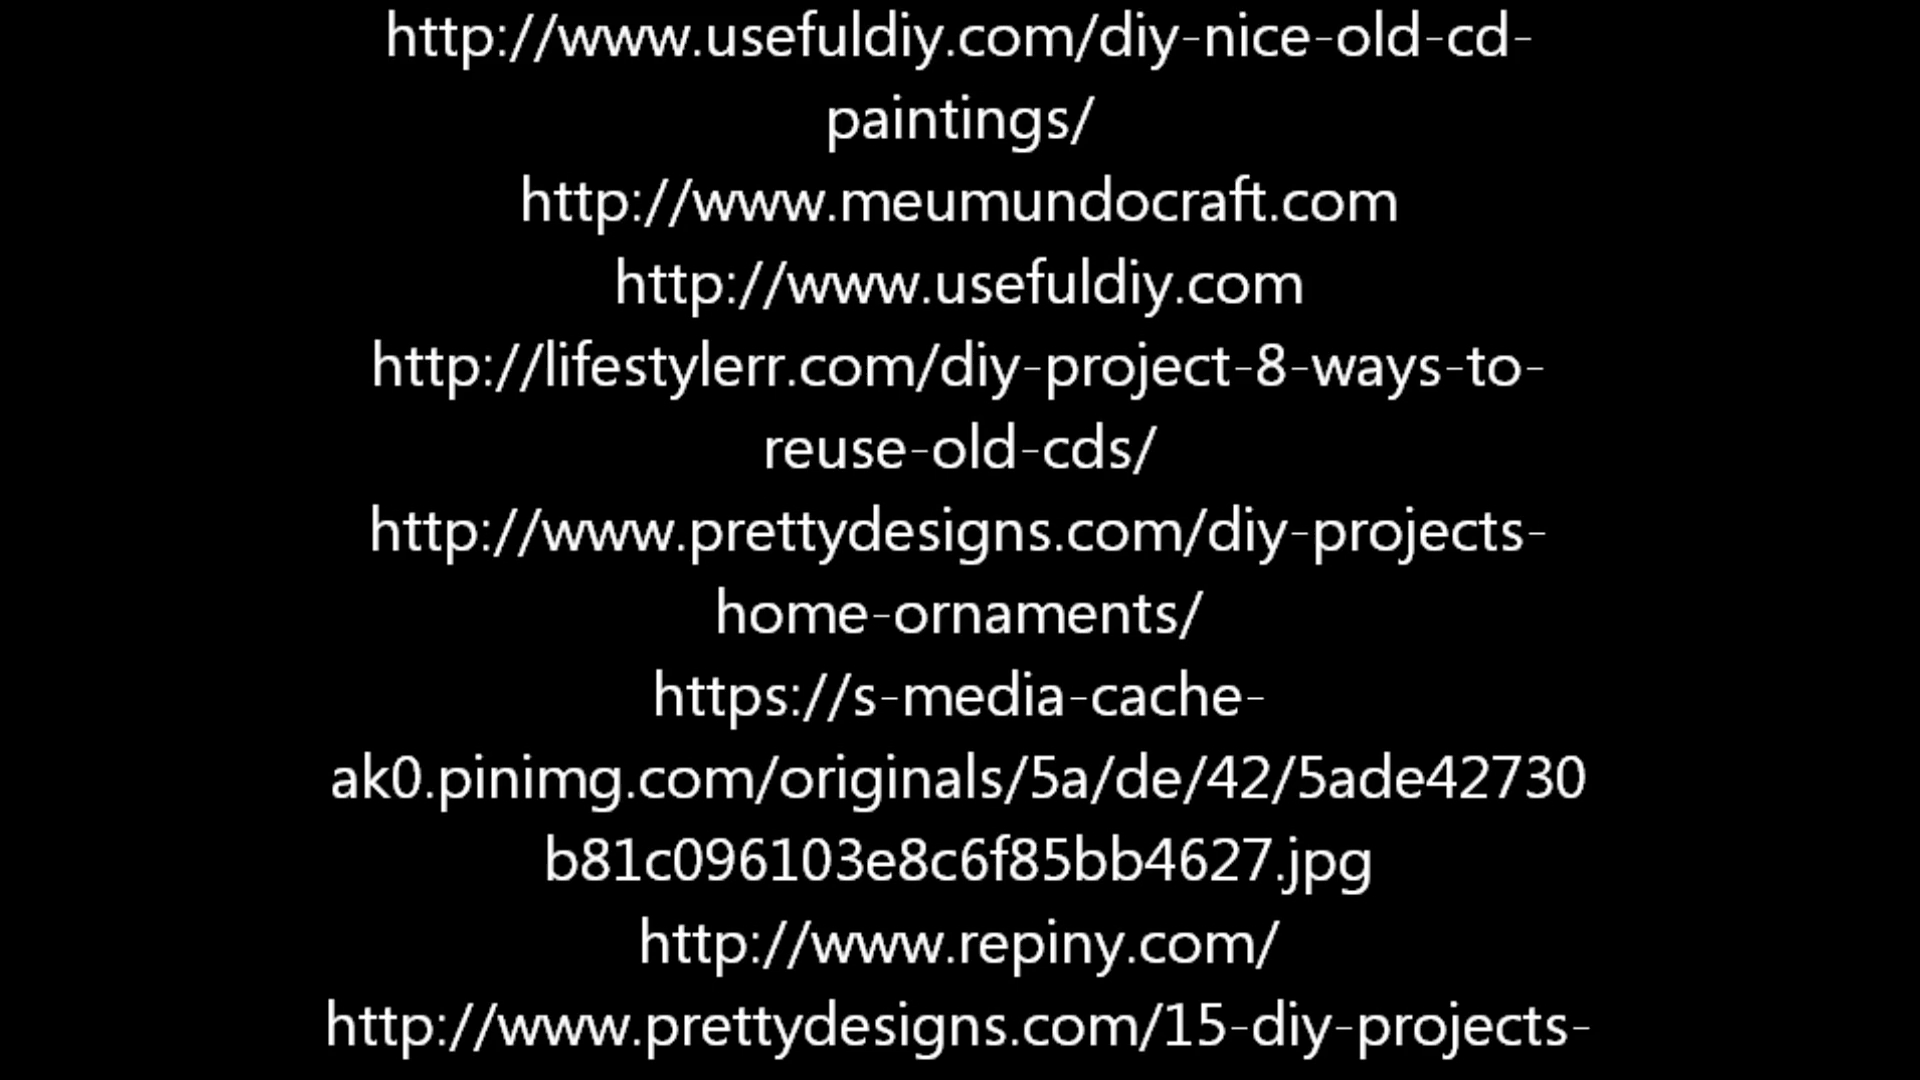 http://www.usefuldiy.com/diy-nice-old-cd-
paintings/
http://www.meumundocraft.com
http://www.usefuldiy.com
http://lifestylerr.com/diy-project-8-ways-to-
reuse-old-cds/
http://www.prettydesigns.com/diy-projects-
home-ornaments/
https://s-media-cache-
ak0.pinimg.com/originals/5a/de/42/5ade42730
b81c096103e8c6f85bb4627.jpg
http://www.repiny.com/
http://www.prettydesigns.com/15-diy-projects-